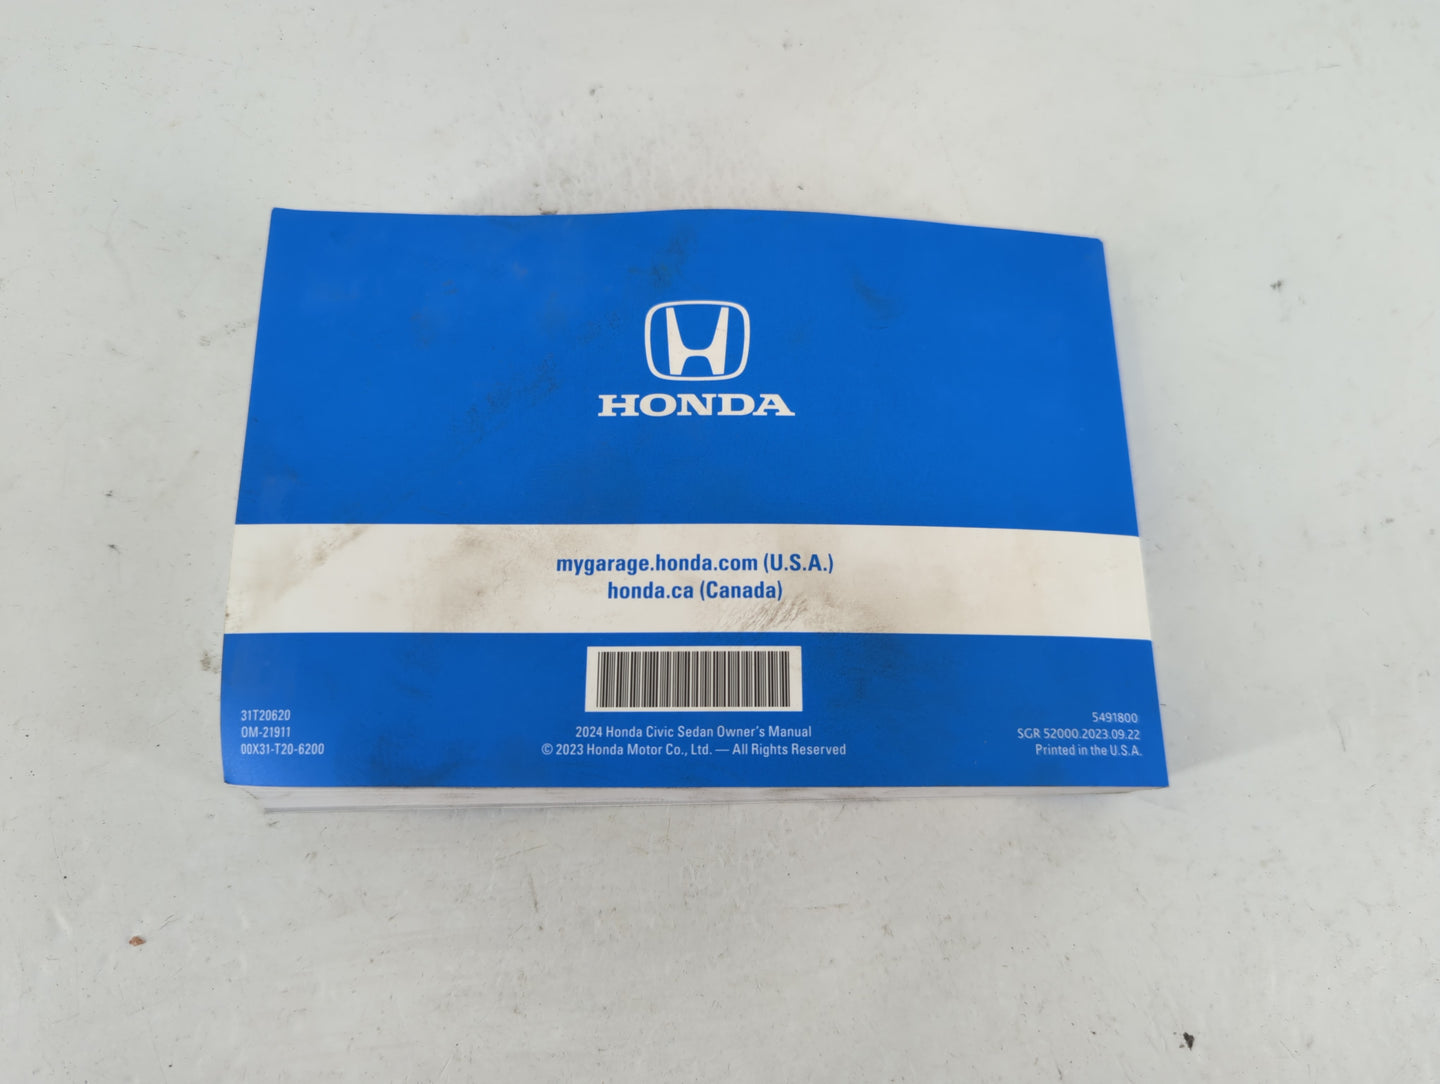 HONDA
mygarage.honda.com (U.S.A.)
honda.ca (Canada)
31T20620
OM-21911
00X31-T20-6200
2024 Honda Civic Sedan Owner's Manual
© 2023 Honda Motor Co., Ltd. — All Rights Reserved
5491800
SGR 52000.2023.09.22
Printed in the U.S.A.